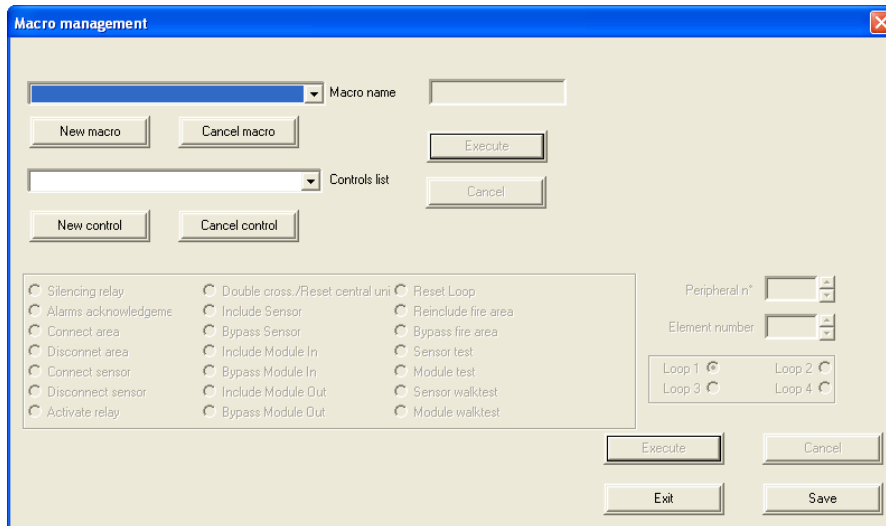 Macro management
Macro name
New macro
Cancel macro
Execute
Controls list
Cancel
New control
Cancel control
Silencing relay
Double cross./Reset central uni
Reset Loop
Alarms acknowledgeme
Include Sensor
Reinclude fire area
Connect area
Bypass Sensor
Bypass fire area
Disconnet area
Include Module In
Sensor test
Connect sensor
Bypass Module In
Module test
Disconnect sensor
Include Module Out
Sensor walktest
Activate relay
Bypass Module Out
Module walktest
Peripheral n°
Element number
Loop 1
Loop 2
Loop 3
Loop 4
Execute
Cancel
Exit
Save